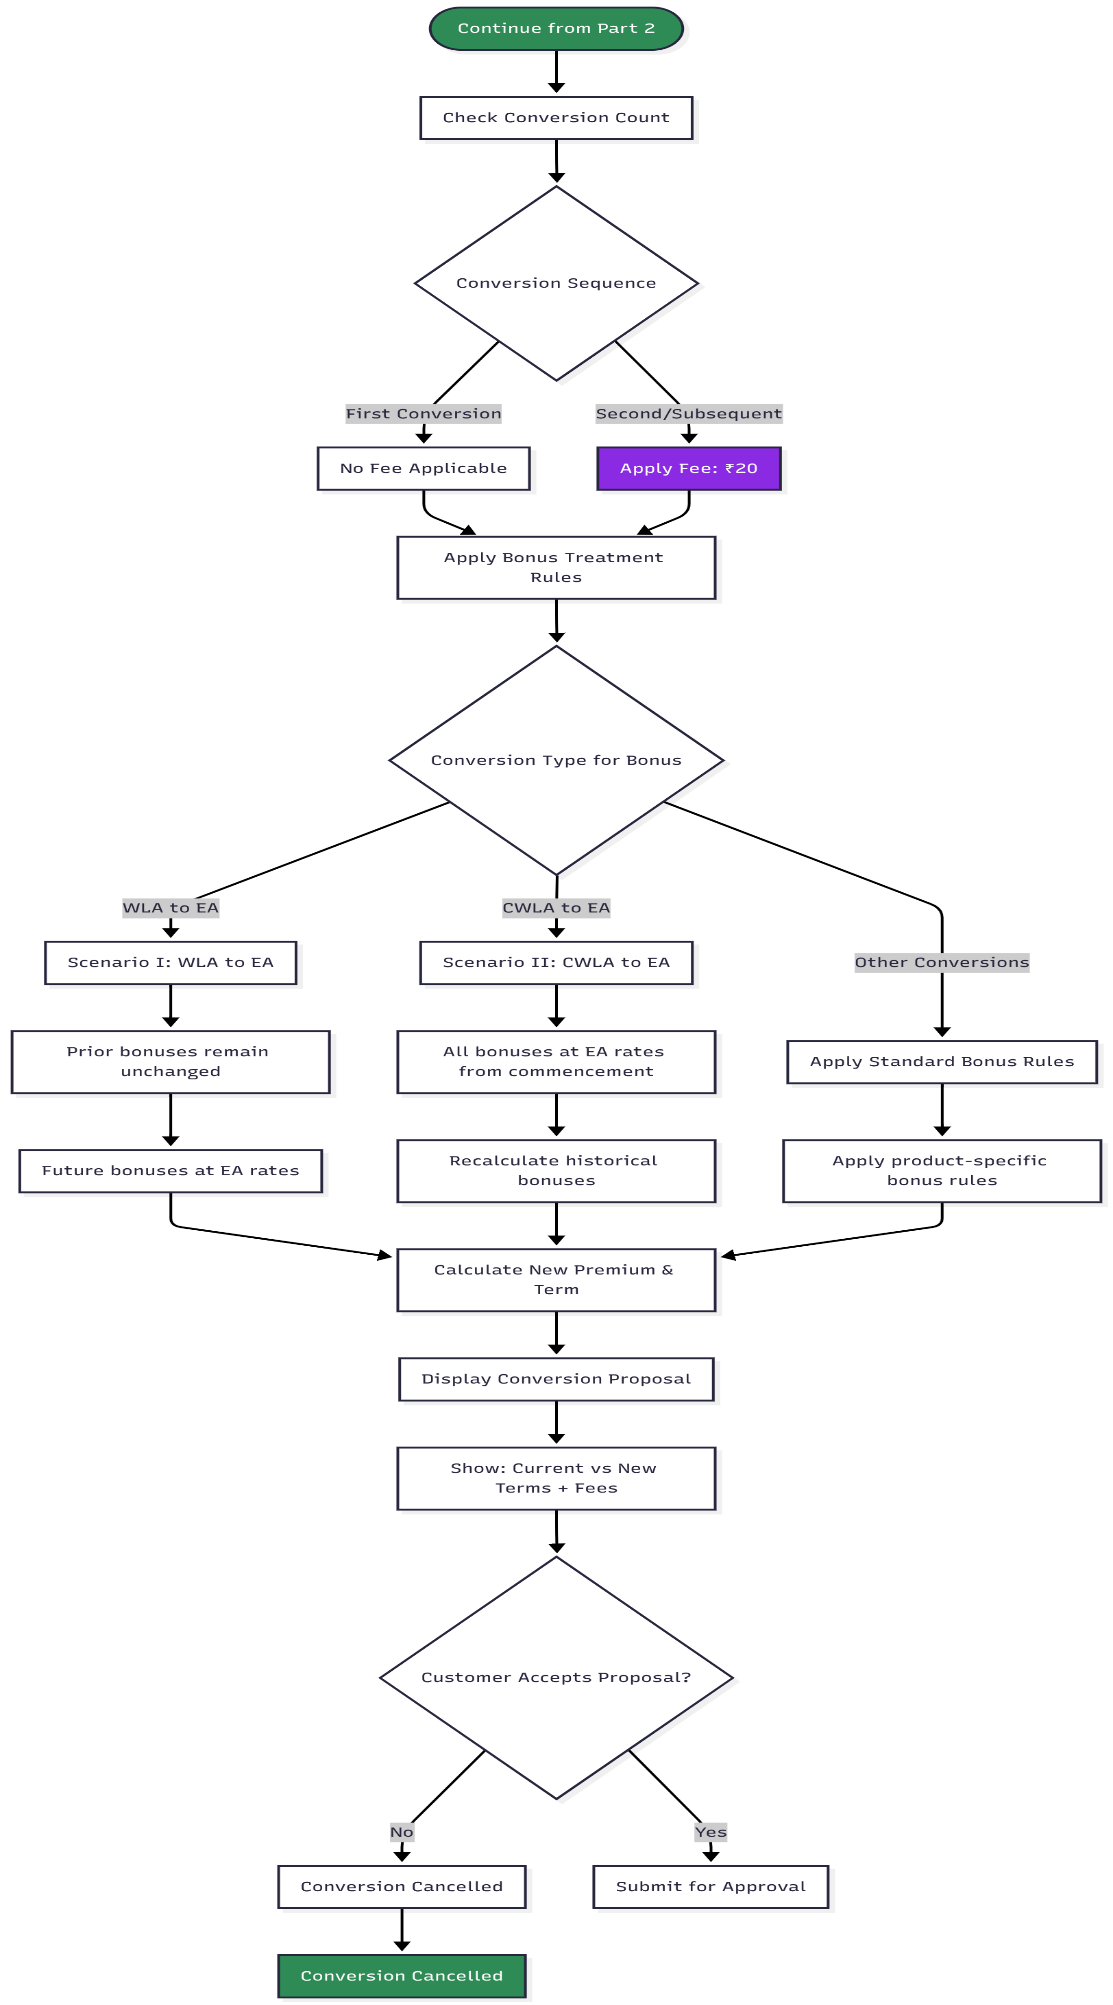 Continue from Part 2
Check Conversion Count
Conversion Sequence
First Conversion
Second/Subsequent
No Fee Applicable
Apply Fee: ₹20
Apply Bonus Treatment
Rules
Conversion Type for Bonus
WLA to EA
CWLA to EA
Other Conversions
Scenario I: WLA to EA
Scenario II: CWLA to EA
Prior bonuses remain
unchanged
All bonuses at EA rates
from commencement
Apply Standard Bonus Rules
Future bonuses at EA rates
Recalculate historical
bonuses
Apply product-specific
bonus rules
Calculate New Premium &
Term
Display Conversion Proposal
Show: Current vs New
Terms + Fees
Customer Accepts Proposal?
No
Yes
Conversion Cancelled
Submit for Approval
Conversion Cancelled